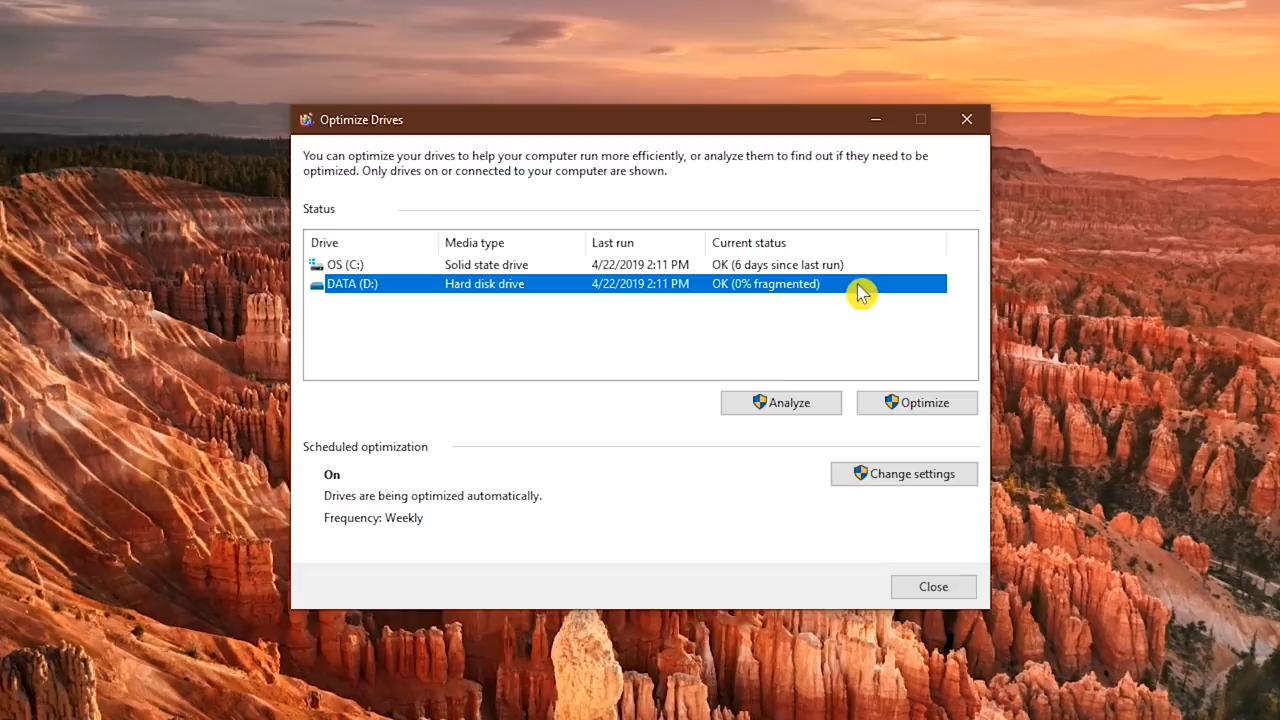 Optimize Drives
You can optimize your drives to help your computer run more efficiently, or analyze them to find out if they need to be
optimized. Only drives on or connected to your computer are shown.
Status
Drive Media type Last run Current status
OS (C:) Solid state drive 4/22/2019 2:11 PM OK (6 days since last run)
DATA (D:) Hard disk drive 4/22/2019 2:11 PM OK (0% fragmented)
Analyze Optimize
Scheduled optimization
On
Change settings
Drives are being optimized automatically.
Frequency: Weekly
Close